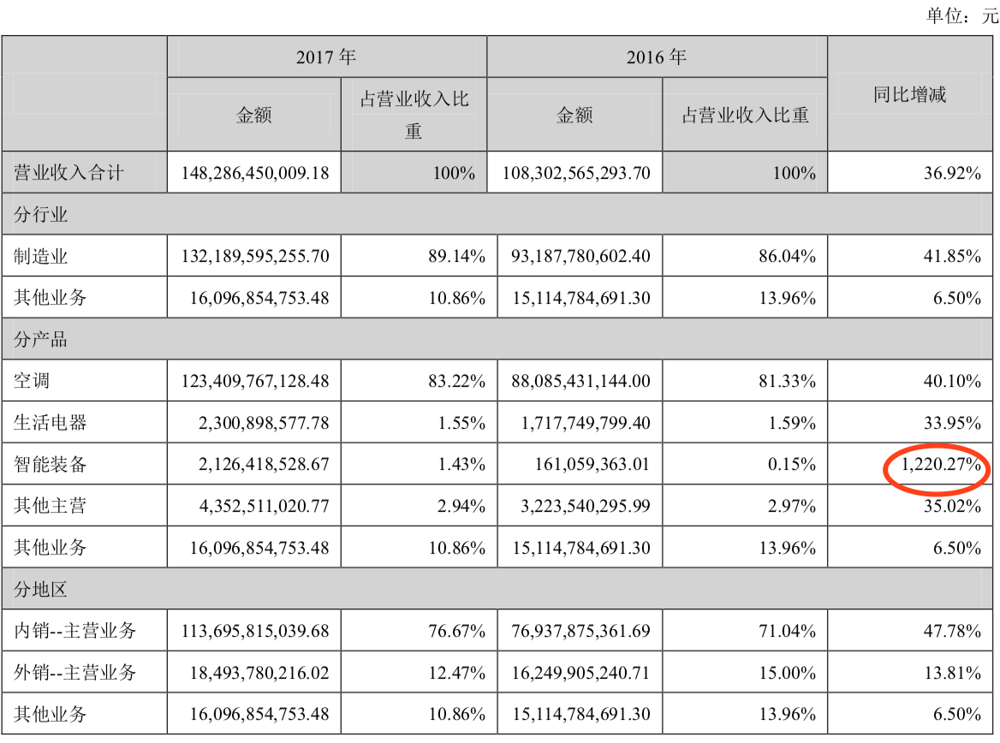 单位：元
2017 年 2016 年 同比增减
金额 占营业收入比重 金额 占营业收入比重
营业收入合计 148,286,450,009.18 100% 108,302,565,293.70 100% 36.92%
分行业
制造业 132,189,595,255.70 89.14% 93,187,780,602.40 86.04% 41.85%
其他业务 16,096,854,753.48 10.86% 15,114,784,691.30 13.96% 6.50%
分产品
空调 123,409,767,128.48 83.22% 88,085,431,144.00 81.33% 40.10%
生活电器 2,300,898,577.78 1.55% 1,717,749,799.40 1.59% 33.95%
智能装备 2,126,418,528.67 1.43% 161,059,363.01 0.15% 1,220.27%
其他主营 4,352,511,020.77 2.94% 3,223,540,295.99 2.97% 35.02%
其他业务 16,096,854,753.48 10.86% 15,114,784,691.30 13.96% 6.50%
分地区
内销--主营业务 113,695,815,039.68 76.67% 76,937,875,361.69 71.04% 47.78%
外销--主营业务 18,493,780,216.02 12.47% 16,249,905,240.71 15.00% 13.81%
其他业务 16,096,854,753.48 10.86% 15,114,784,691.30 13.96% 6.50%